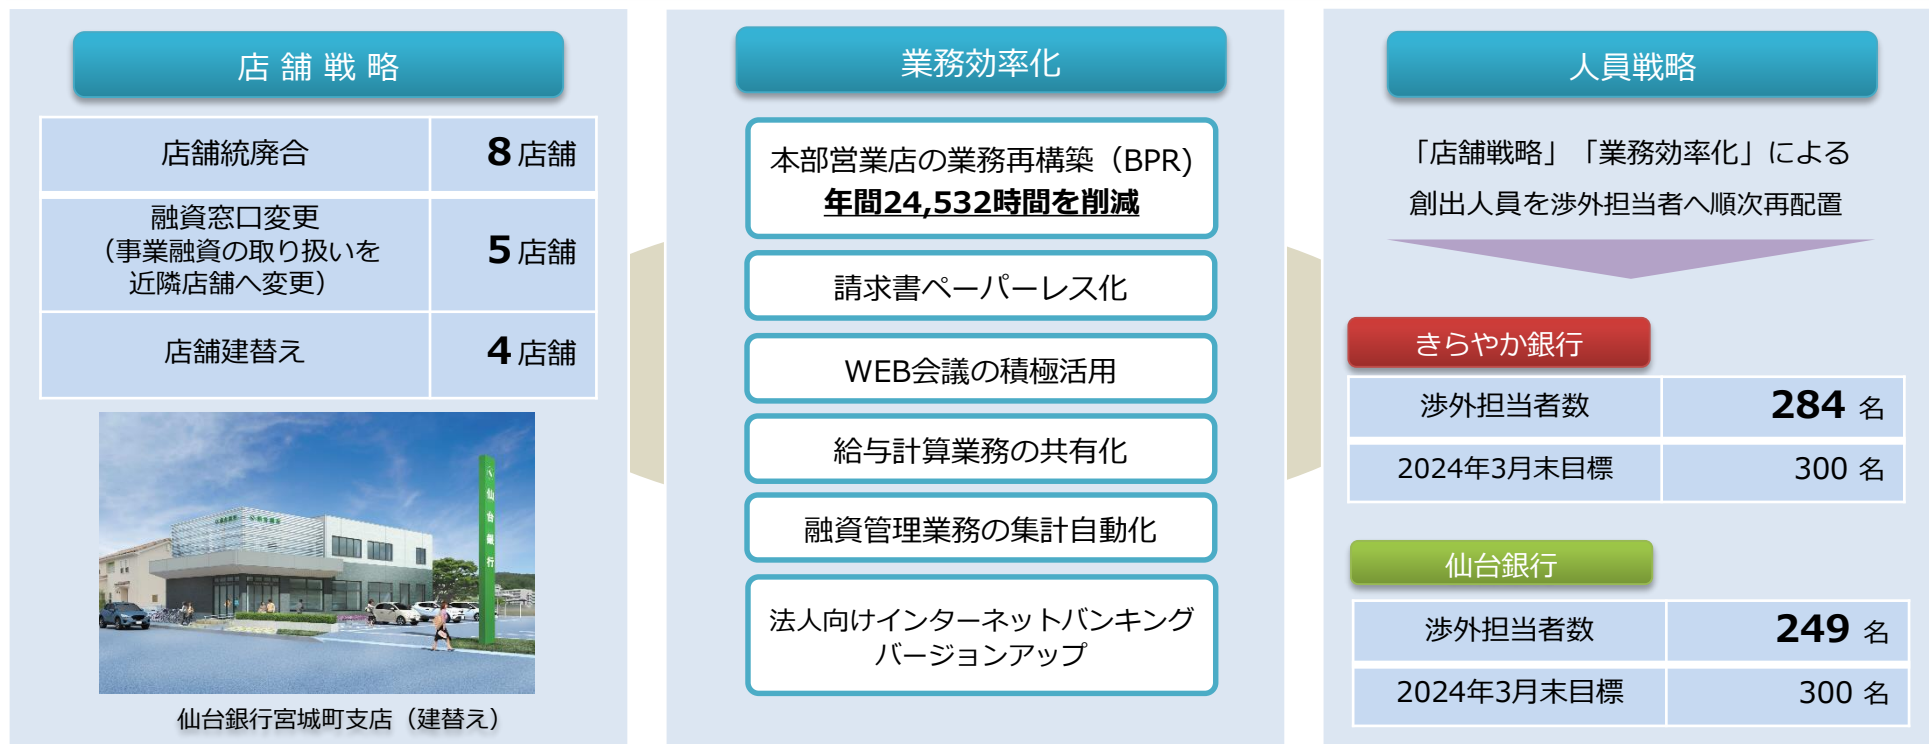 店舗戦略
店舗統廃合
8店舗
融資窓口変更
（事業融資の取り扱いを
近隣店舗へ変更）
5店舗
店舗建替え
4店舗
仙台銀行
仙台銀行宮城町支店（建替え）
業務効率化
本部営業店の業務再構築（BPR)
年間24,532時間を削減
請求書ペーパーレス化
WEB会議の積極活用
給与計算業務の共有化
融資管理業務の集計自動化
法人向けインターネットバンキング
バージョンアップ
人員戦略
「店舗戦略」「業務効率化」による
創出人員を渉外担当者へ順次再配置
きらやか銀行
渉外担当者数
284 名
2024年3月末目標
300 名
仙台銀行
渉外担当者数
249 名
2024年3月末目標
300 名